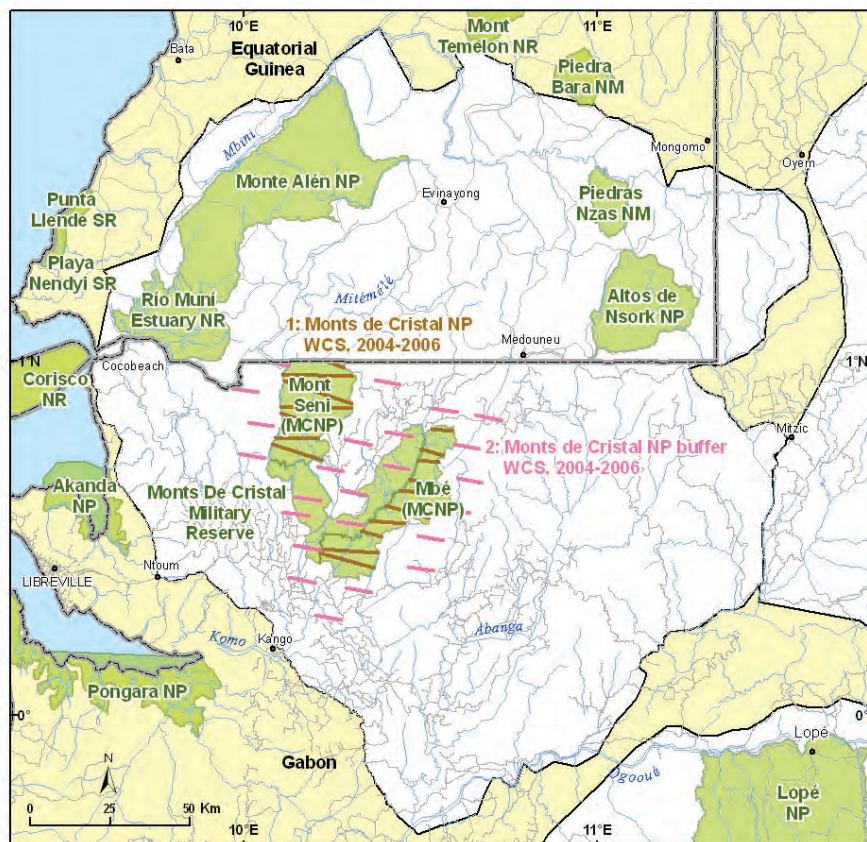 10°E
11°E
Mont
Temelon NR
Bata
Equatorial
Guinea
Piedra
Bara NM
Mbini
Mongomo
Oyem
Monte Alén NP
Evinayong
Piedras
Nzas NM
Punta
Llende SR
Playa
Nendyi SR
Mitémélé
Río Muní
Estuary NR
Altos de
Nsork NP
1: Monts de Cristal NP
WCS, 2004-2006
Medouneu
1°N
1°N
Cocobeach
Corisco
NR
Mont
Seni
(MCNP)
Mitzic
2: Monts de Cristal NP buffer
WCS, 2004-2006
Akanda
NP
Monts De Cristal
Military
Reserve
Mbé
(MCNP)
LIBREVILLE
Ntoum
Komo
Kango
Abanga
Pongara NP
0°
0°
Gabon
Ogooué
Lopé
Lopé
NP
N
0
25
50 Km
10°E
11°E